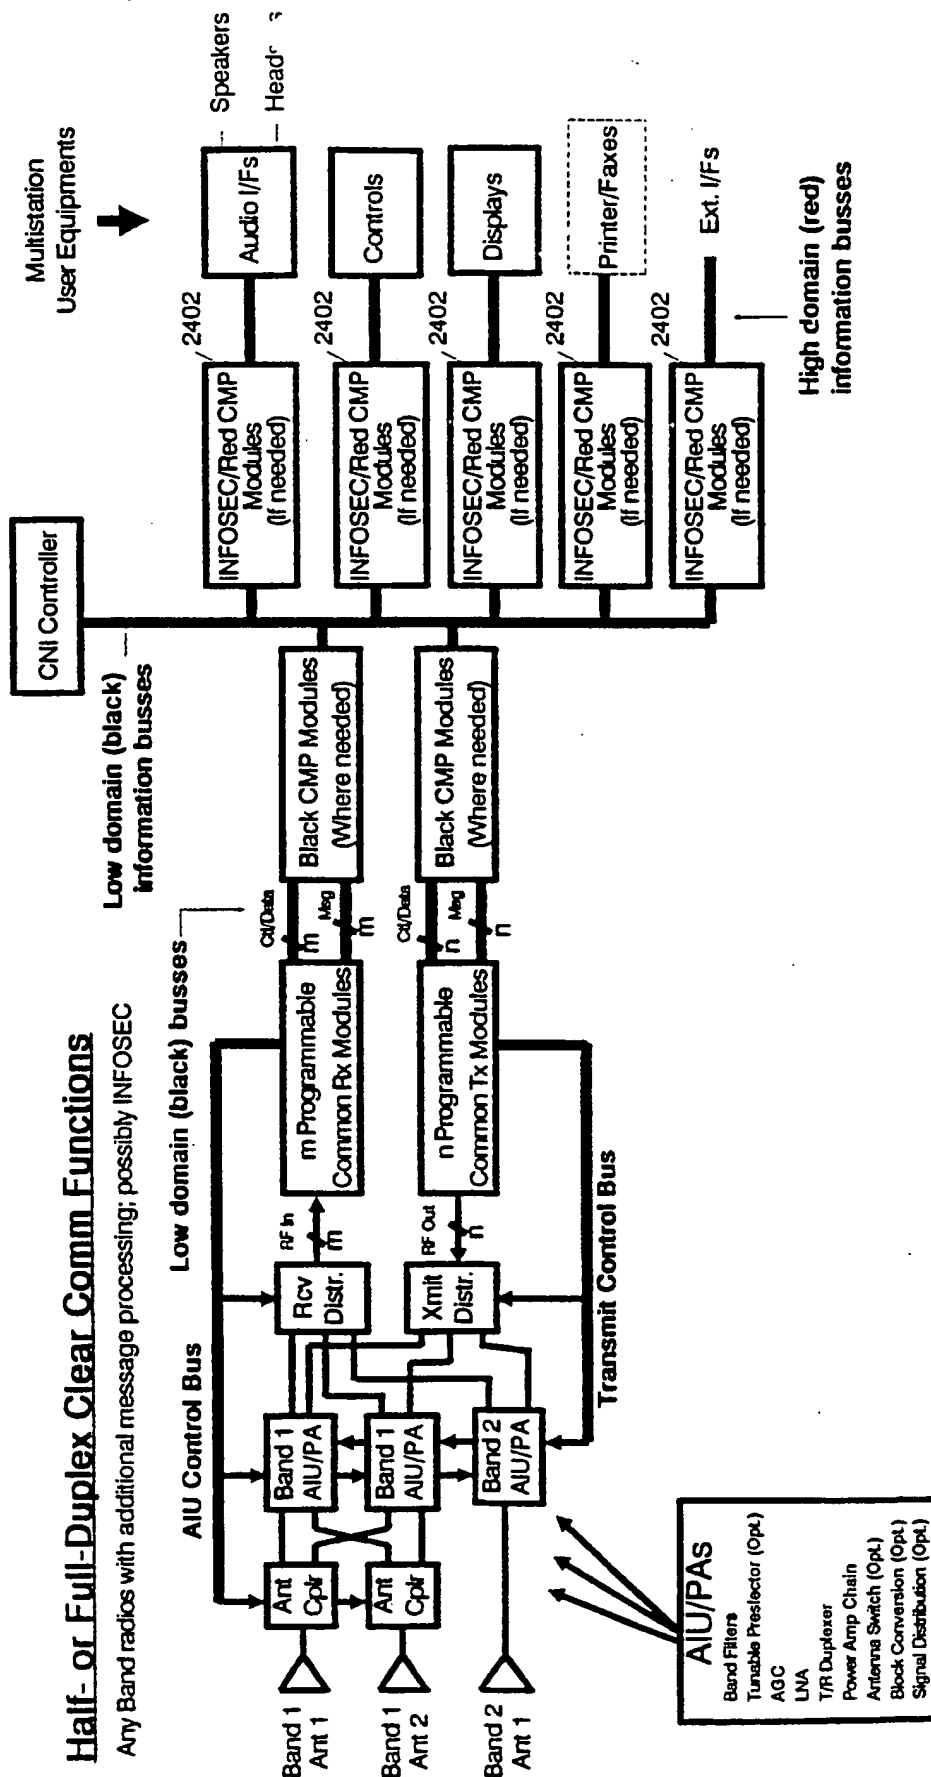 Half- or Full-Duplex Clear Comm Functions
Any Band radios with additional message processing; possibly INFOSEC
Multistation
User Equipments
CNI Controller
Low domain (black)
information busses
Low domain (black) busses
AIU Control Bus
Band 1
Ant 1
Band 1
Ant 2
Band 2
Ant 1
Ant
Cplr
Ant
Cplr
Band 1
AIU/PA
Band 1
AIU/PA
Band 2
AIU/PA
Rcv
Distr.
Xmit
Distr.
RF In
m
RF Out
n
m Programmable
Common Rx Modules
n Programmable
Common Tx Modules
Ctl/Data
m
Msg
m
Ctl/Data
n
Msg
n
Black CMP Modules
(Where needed)
Black CMP Modules
(Where needed)
INFOSEC/Red CMP
Modules
(If needed)
2402
Audio I/Fs
Speakers
INFOSEC/Red CMP
Modules
(If needed)
2402
Controls
INFOSEC/Red CMP
Modules
(If needed)
2402
Displays
INFOSEC/Red CMP
Modules
(If needed)
2402
Printer/Faxes
INFOSEC/Red CMP
Modules
(If needed)
2402
Ext. I/Fs
High domain (red)
information busses
Transmit Control Bus
AIU/PAs
Band Filters
Tunable Preslector (Opt.)
AGC
LNA
T/R Duplexer
Power Amp Chain
Antenna Switch (Opt.)
Block Conversion (Opt.)
Signal Distribution (Opt.)